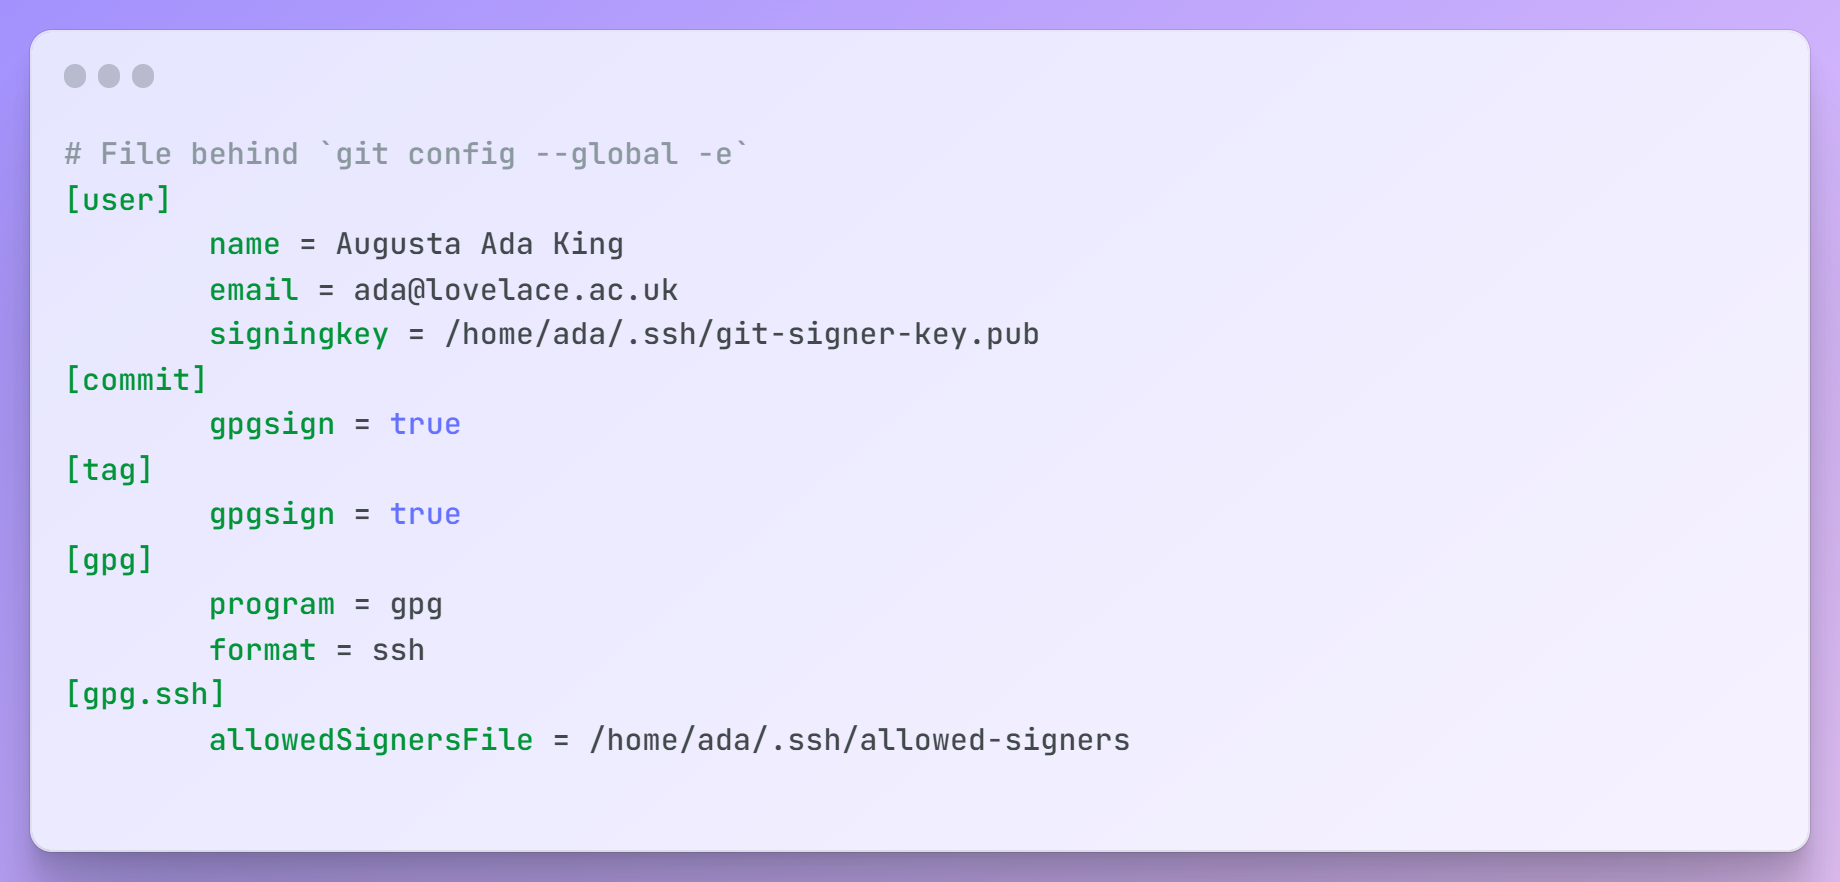 # File behind `git config --global -e`
[user]
        name = Augusta Ada King
        email = ada@lovelace.ac.uk
        signingkey = /home/ada/.ssh/git-signer-key.pub
[commit]
        gpgsign = true
[tag]
        gpgsign = true
[gpg]
        program = gpg
        format = ssh
[gpg.ssh]
        allowedSignersFile = /home/ada/.ssh/allowed-signers